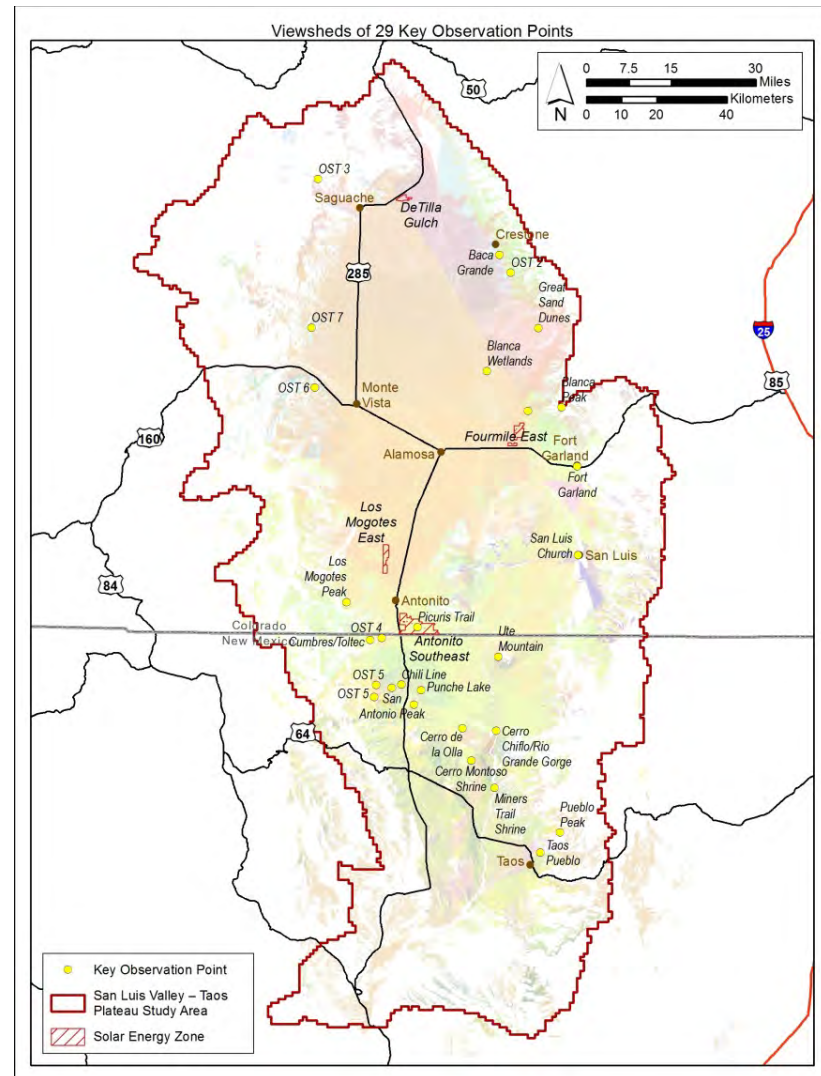 Viewsheds of 29 Key Observation Points
0 7.5 15 30
Miles
Kilometers
0 10 20 40
N
50
OST 3
Saguache
DeTilla
Gulch
Crestone
Baca
Grande
OST 2
285
Great
Sand
Dunes
25
OST 7
Blanca
Wetlands
85
OST 6
Monte
Vista
Blanca
Peak
160
Fourmile East
Fort
Garland
Alamosa
Fort
Garland
Los
Mogotes
East
San Luis
Church
San Luis
Los
Mogotes
Peak
84
Antonito
Picuris Trail
Colorado
New Mexico
OST 4
Cumbres/Toltec
Antonito
Southeast
Ute
Mountain
OST 5
Chili Line
OST 5
San
Antonio Peak
Punche Lake
64
Cerro de
la Olla
Cerro
Chiflo/Rio
Grande Gorge
Cerro Montoso
Shrine
Miners
Trail
Shrine
Pueblo
Peak
Taos
Pueblo
Taos
Key Observation Point
San Luis Valley – Taos
Plateau Study Area
Solar Energy Zone